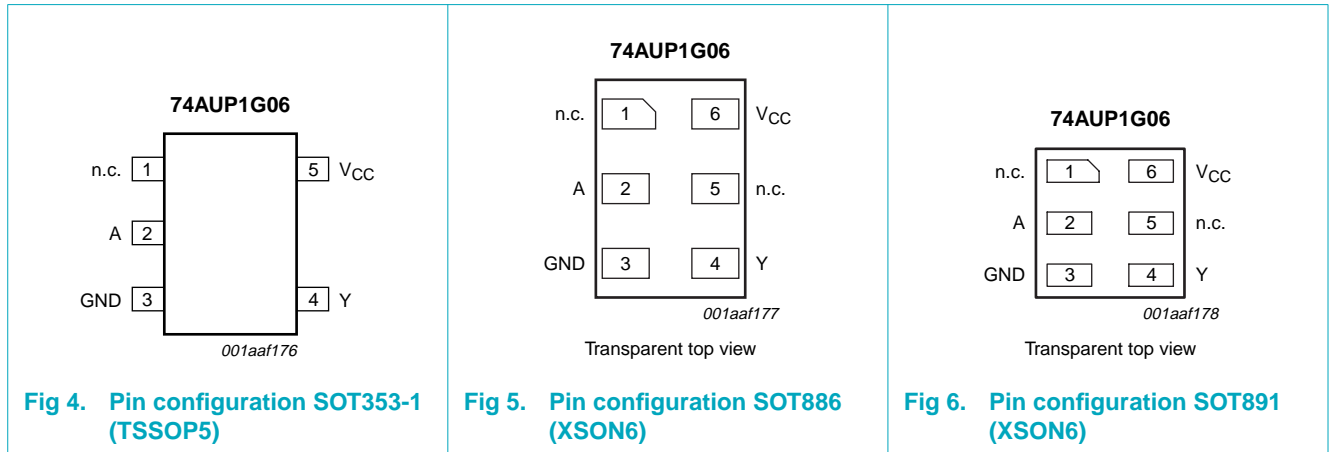 74AUP1G06
n.c. 1
5 VCC
A 2
GND 3
4 Y
001aaf176
Fig 4. Pin configuration SOT353-1
(TSSOP5)
74AUP1G06
n.c. 1 6 VCC
A 2 5 n.c.
GND 3 4 Y
001aaf177
Transparent top view
Fig 5. Pin configuration SOT886
(XSON6)
74AUP1G06
n.c. 1 6 VCC
A 2 5 n.c.
GND 3 4 Y
001aaf178
Transparent top view
Fig 6. Pin configuration SOT891
(XSON6)